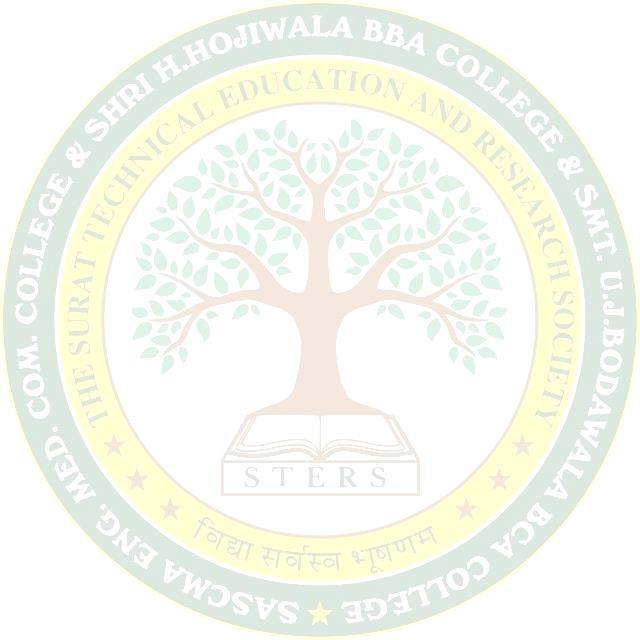 SASCMA ENG. MED. COM. COLLEGE & SHRI H.HOJIWALA BBA COLLEGE & SMT. U.J.BODAWALA BCA COLLEGE
THE SURAT TECHNICAL EDUCATION AND RESEARCH SOCIETY
STERS
विद्या सर्वस्व भूषणम